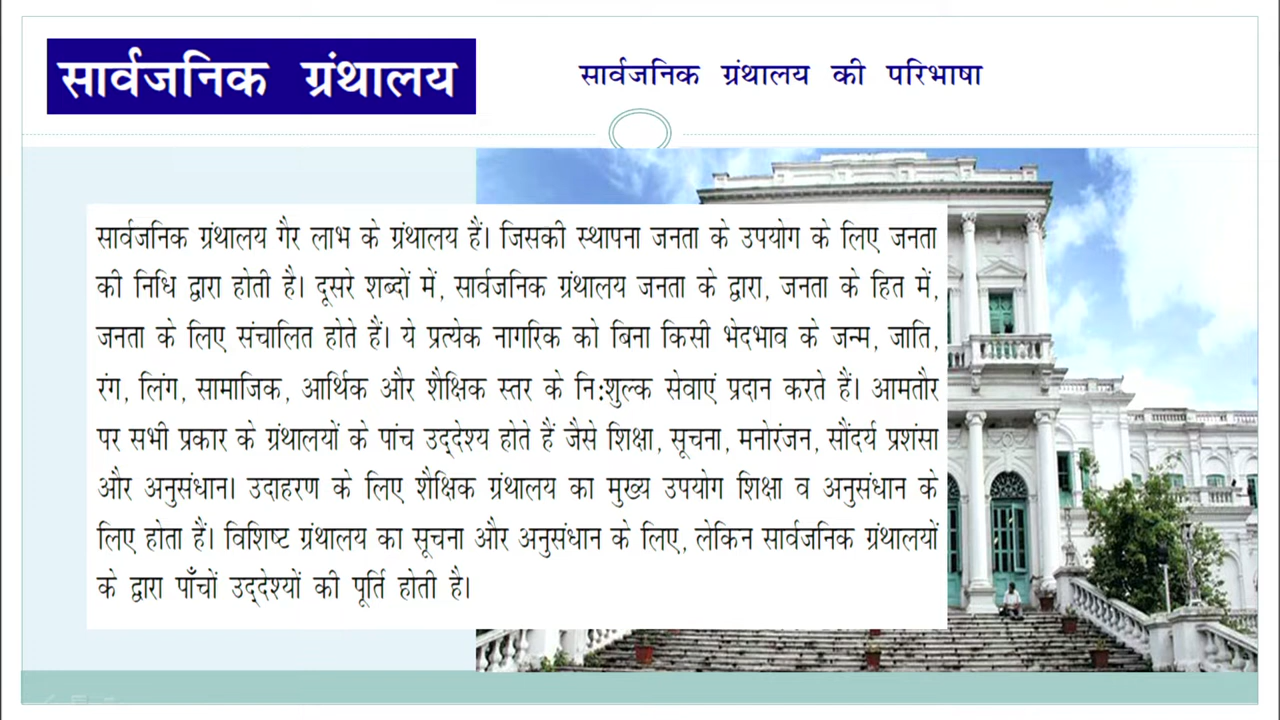 सार्वजनिक ग्रंथालय
सार्वजनिक ग्रंथालय की परिभाषा
सार्वजनिक ग्रंथालय गैर लाभ के ग्रंथालय हैं। जिसकी स्थापना जनता के उपयोग के लिए जनता
की निधि द्वारा होती है। दूसरे शब्दों में, सार्वजनिक ग्रंथालय जनता के द्वारा, जनता के हित में,
जनता के लिए संचालित होते हैं। ये प्रत्येक नागरिक को बिना किसी भेदभाव के जन्म, जाति,
रंग, लिंग, सामाजिक, आर्थिक और शैक्षिक स्तर के नि:शुल्क सेवाएं प्रदान करते हैं। आमतौर
पर सभी प्रकार के ग्रंथालयों के पांच उद्देश्य होते हैं जैसे शिक्षा, सूचना, मनोरंजन, सौंदर्य प्रशंसा
और अनुसंधान। उदाहरण के लिए शैक्षिक ग्रंथालय का मुख्य उपयोग शिक्षा व अनुसंधान के
लिए होता हैं। विशिष्ट ग्रंथालय का सूचना और अनुसंधान के लिए, लेकिन सार्वजनिक ग्रंथालयों
के द्वारा पाँचों उद्देश्यों की पूर्ति होती है।